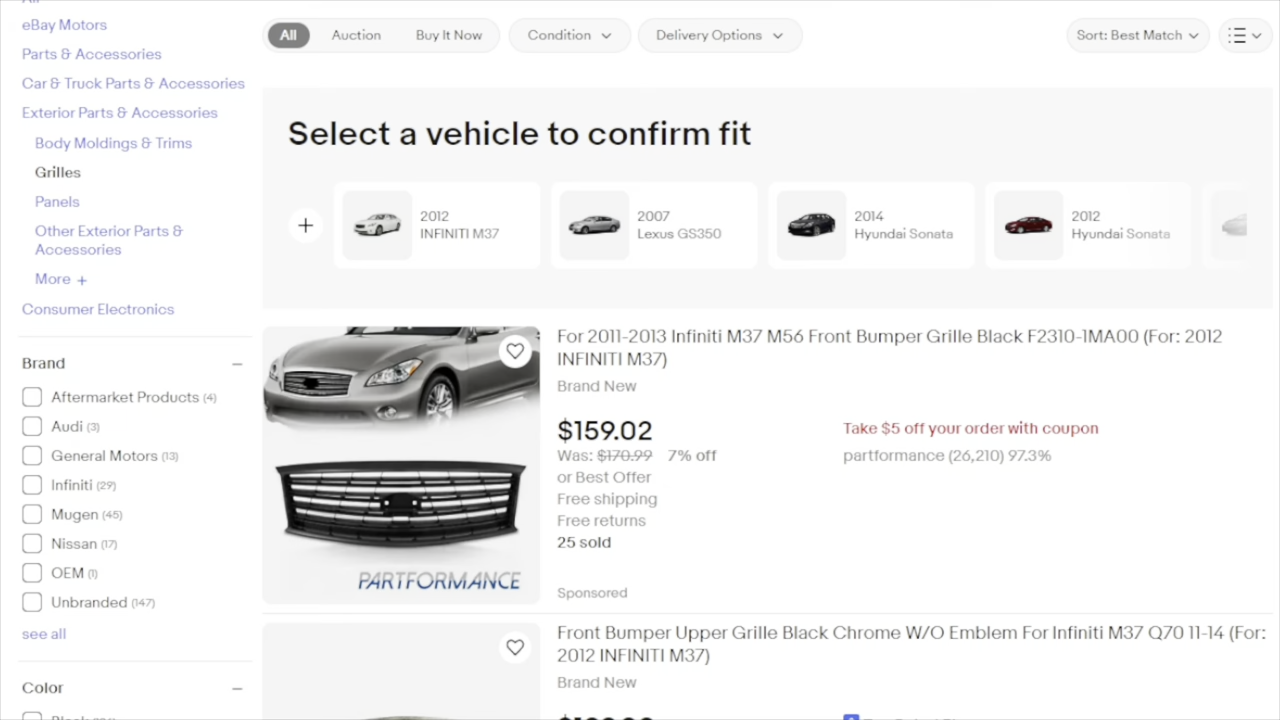 eBay Motors
Parts & Accessories
Car & Truck Parts & Accessories
Exterior Parts & Accessories
Body Moldings & Trims
Grilles
Panels
Other Exterior Parts &
Accessories
More +
Consumer Electronics
Brand
Aftermarket Products (4)
Audi (3)
General Motors (13)
Infiniti (29)
Mugen (45)
Nissan (17)
OEM (1)
Unbranded (147)
see all
Color
All
Auction
Buy It Now
Condition
Delivery Options
Sort: Best Match
Select a vehicle to confirm fit
2012
INFINITI M37
2007
Lexus GS350
2014
Hyundai Sonata
2012
Hyundai Sonata
PARTFORMANCE
For 2011-2013 Infiniti M37 M56 Front Bumper Grille Black F2310-1MA00 (For: 2012
INFINITI M37)
Brand New
$159.02
Was: $170.99 7% off
or Best Offer
Free shipping
Free returns
25 sold
Sponsored
Take $5 off your order with coupon
partformance (26,210) 97.3%
Front Bumper Upper Grille Black Chrome W/O Emblem For Infiniti M37 Q70 11-14 (For:
2012 INFINITI M37)
Brand New